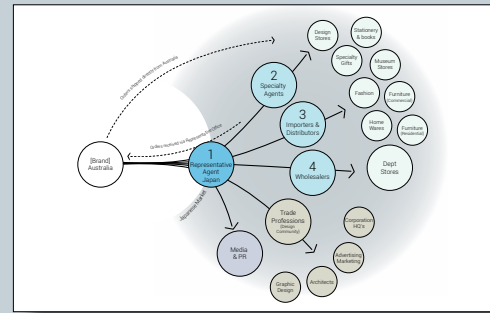 Design
Stores
Stationery
& books
Specialty
Gifts
Museum
Stores
Fashion
Furniture
(Commercial)
Home
Wares
Furniture
(Residential)
Dept
Stores
2
Specialty
Agents
3
Importers &
Distributors
4
Wholesalers
1
Representative
Agent
Japan
[Brand]
Australia
Japanese Market
Trade
Professions
(Design
Community)
Media
& PR
Corporation
HQ's
Advertising
Marketing
Architects
Graphic
Design